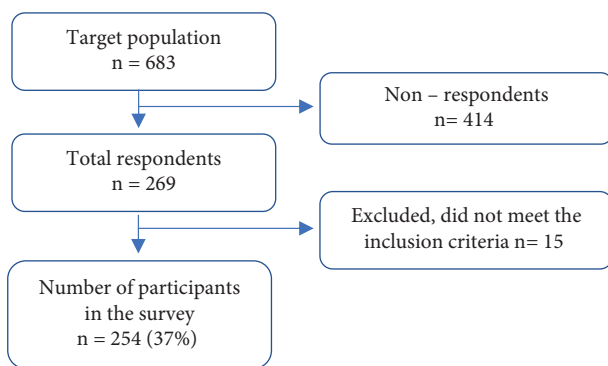 Target population
n = 683
Non – respondents
n= 414
Total respondents
n = 269
Excluded, did not meet the
inclusion criteria n= 15
Number of participants
in the survey
n = 254 (37%)